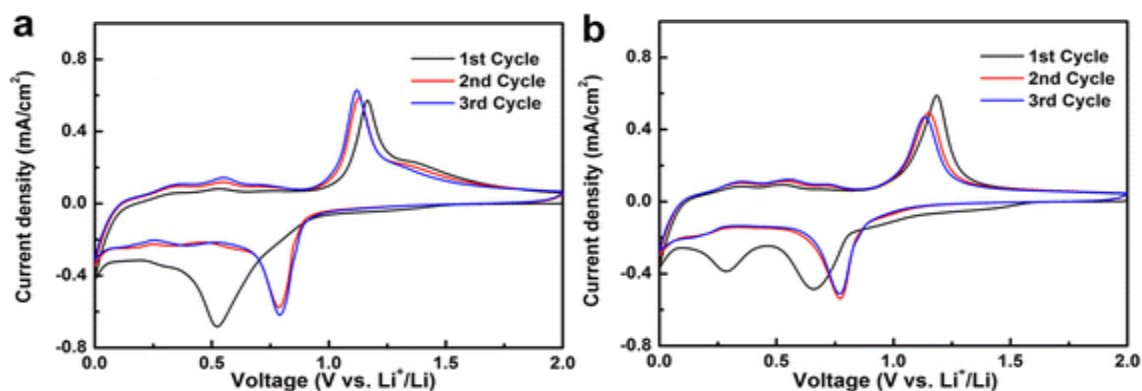 a
1st Cycle
2nd Cycle
3rd Cycle
Current density (mA/cm²)
0.8
0.4
0.0
-0.4
-0.8
0.0 0.5 1.0 1.5 2.0
Voltage (V vs. Li⁺/Li)
b
1st Cycle
2nd Cycle
3rd Cycle
Current density (mA/cm²)
0.8
0.4
0.0
-0.4
-0.8
0.0 0.5 1.0 1.5 2.0
Voltage (V vs. Li⁺/Li)